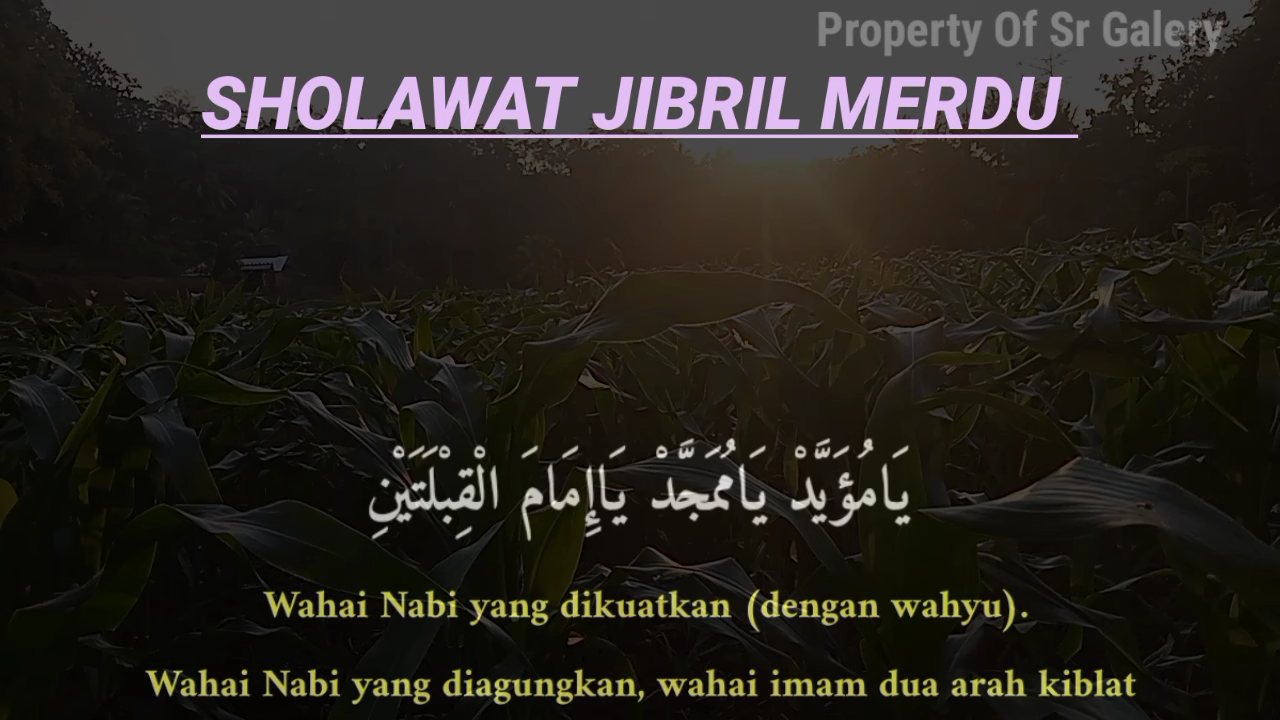 Property Of Sr Galery
SHOLAWAT JIBRIL MERDU
يَامُؤَيَّدْ يَامُمَجَّدْ يَاإِمَامَ الْقِبْلَتَيْنِ
Wahai Nabi yang dikuatkan (dengan wahyu).
Wahai Nabi yang diagungkan, wahai imam dua arah kiblat